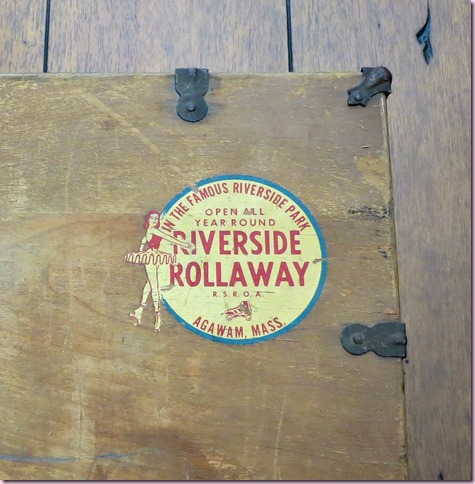 IN THE FAMOUS RIVERSIDE PARK
OPEN ALL
YEAR ROUND
RIVERSIDE
ROLLAWAY
R.S.R.O.A.
AGAWAM, MASS.